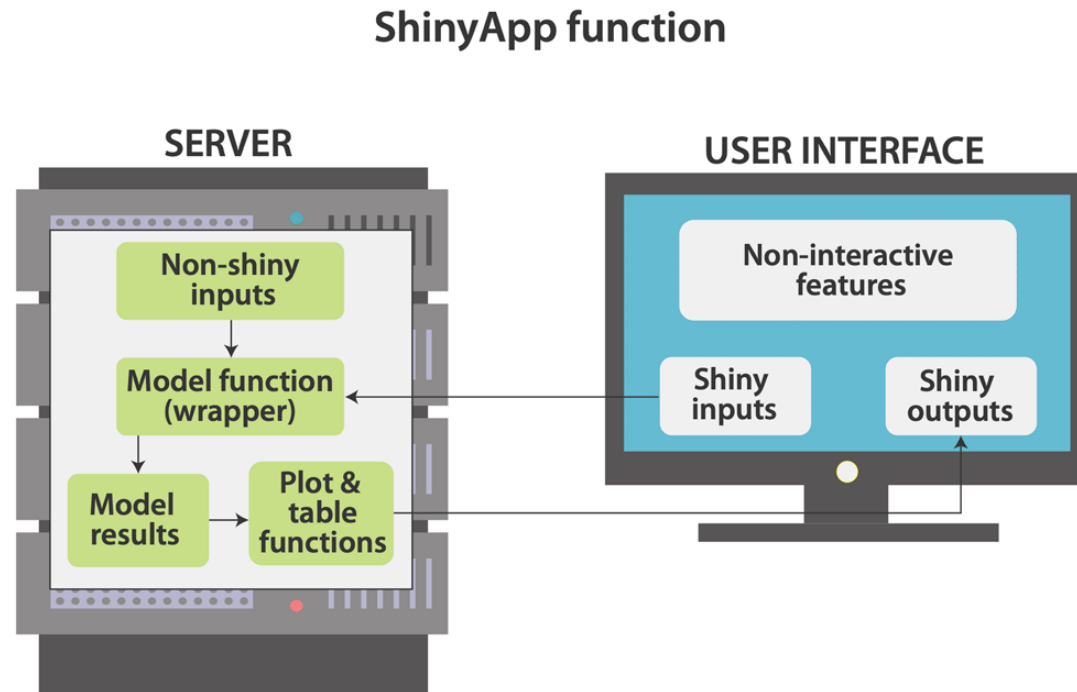 ShinyApp function
SERVER
Non-shiny
inputs
Model function
(wrapper)
Model
results
Plot &
table
functions
USER INTERFACE
Non-interactive
features
Shiny
inputs
Shiny
outputs